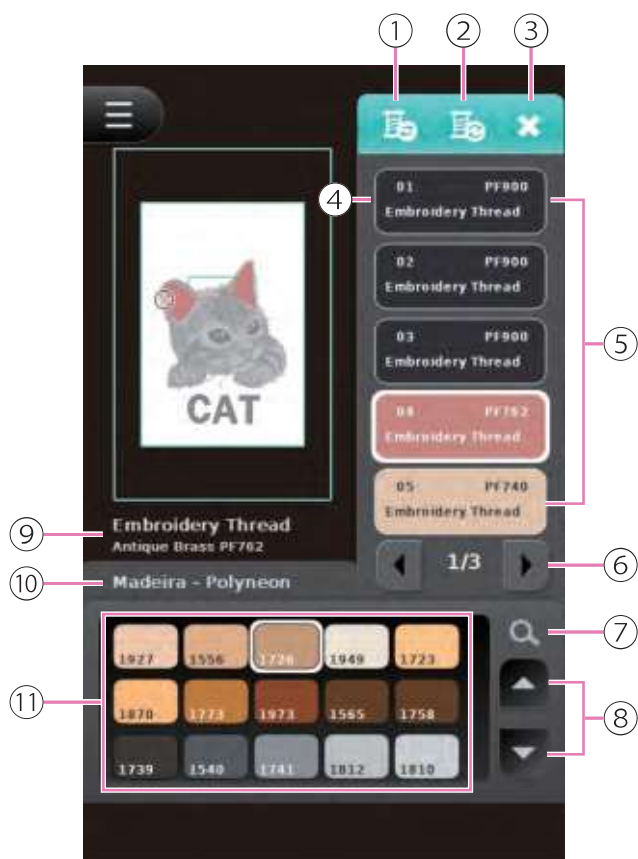 ① ② ③
01 PF900
④
Embroidery Thread
02 PF900
Embroidery Thread
03 PF900
Embroidery Thread
⑤
CAT
04 PF762
Embroidery Thread
05 PF740
Embroidery Thread
⑨
Embroidery Thread
Antique Brass PF762
1/3
⑥
⑩
Madeira - Polyneon
⑦
1927 1556 1726 1949 1723
⑪
1870 1773 1973 1565 1758
⑧
1739 1540 1741 1812 1810